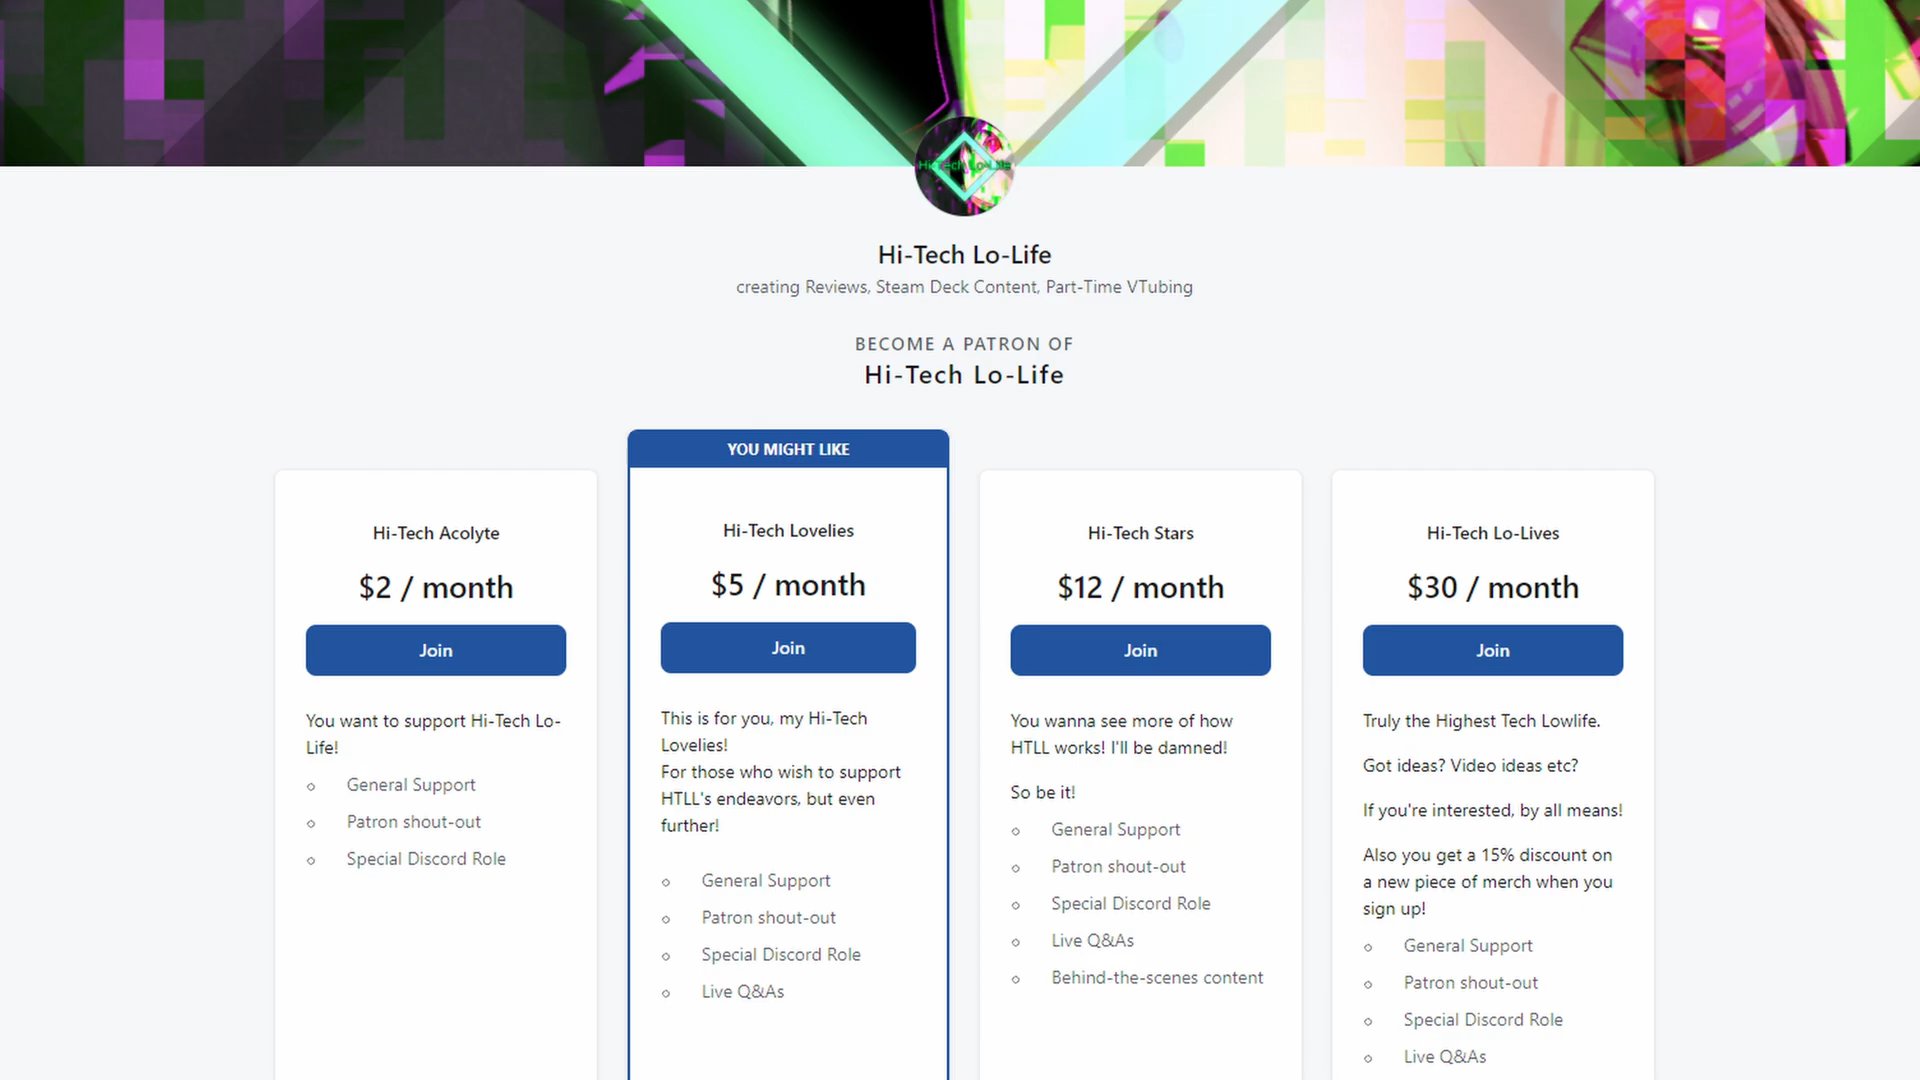 Hi-Tech Lo-Life
Hi-Tech Lo-Life
creating Reviews, Steam Deck Content, Part-Time VTubing
BECOME A PATRON OF
Hi-Tech Lo-Life
Hi-Tech Acolyte
$2 / month
Join
You want to support Hi-Tech Lo-
Life!
General Support
Patron shout-out
Special Discord Role
YOU MIGHT LIKE
Hi-Tech Lovelies
$5 / month
Join
This is for you, my Hi-Tech
Lovelies!
For those who wish to support
HTLL's endeavors, but even
further!
General Support
Patron shout-out
Special Discord Role
Live Q&As
Hi-Tech Stars
$12 / month
Join
You wanna see more of how
HTLL works! I'll be damned!
So be it!
General Support
Patron shout-out
Special Discord Role
Live Q&As
Behind-the-scenes content
Hi-Tech Lo-Lives
$30 / month
Join
Truly the Highest Tech Lowlife.
Got ideas? Video ideas etc?
If you're interested, by all means!
Also you get a 15% discount on
a new piece of merch when you
sign up!
General Support
Patron shout-out
Special Discord Role
Live Q&As